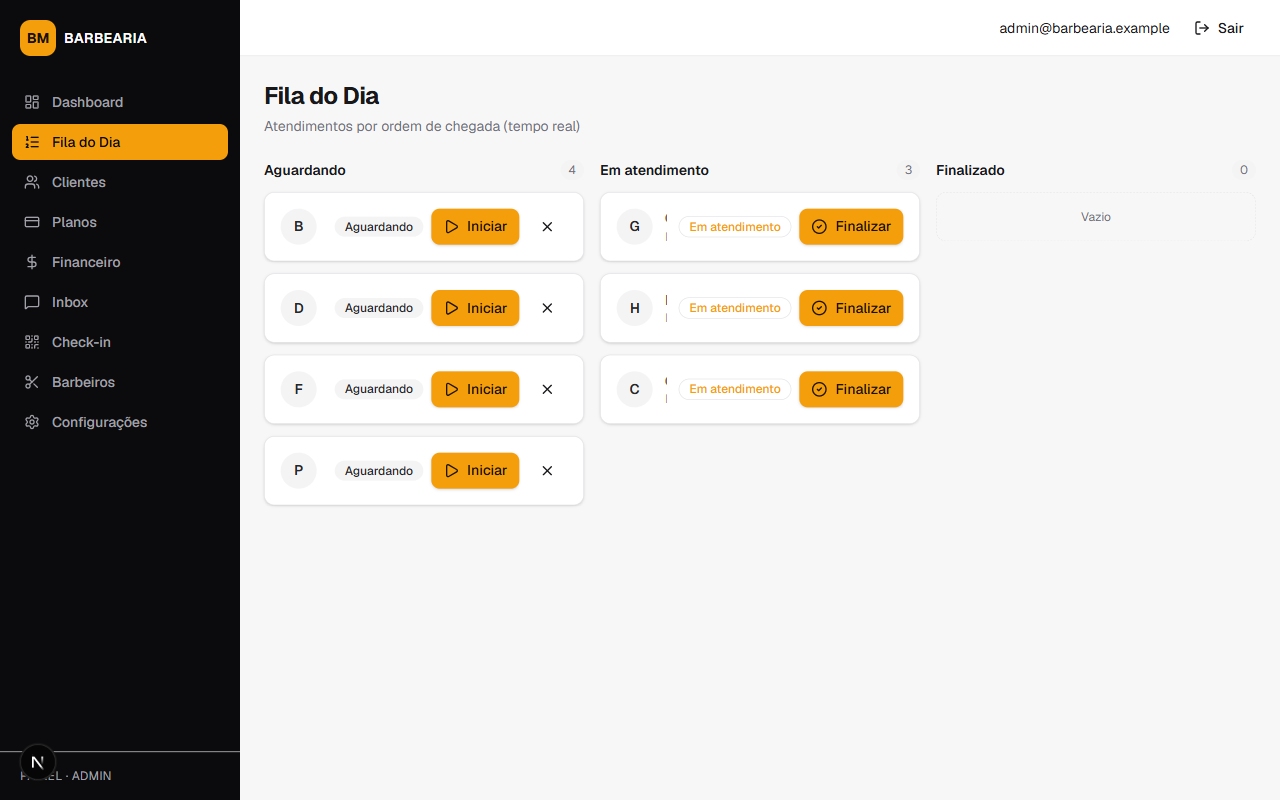 BM BARBEARIA
Dashboard
Fila do Dia
Clientes
Planos
Financeiro
Inbox
Check-in
Barbeiros
Configurações
N
· ADMIN
admin@barbearia.example Sair
Fila do Dia
Atendimentos por ordem de chegada (tempo real)
Aguardando 4
B Aguardando Iniciar
D Aguardando Iniciar
F Aguardando Iniciar
P Aguardando Iniciar
Em atendimento 3
G Em atendimento Finalizar
H Em atendimento Finalizar
C Em atendimento Finalizar
Finalizado 0
Vazio